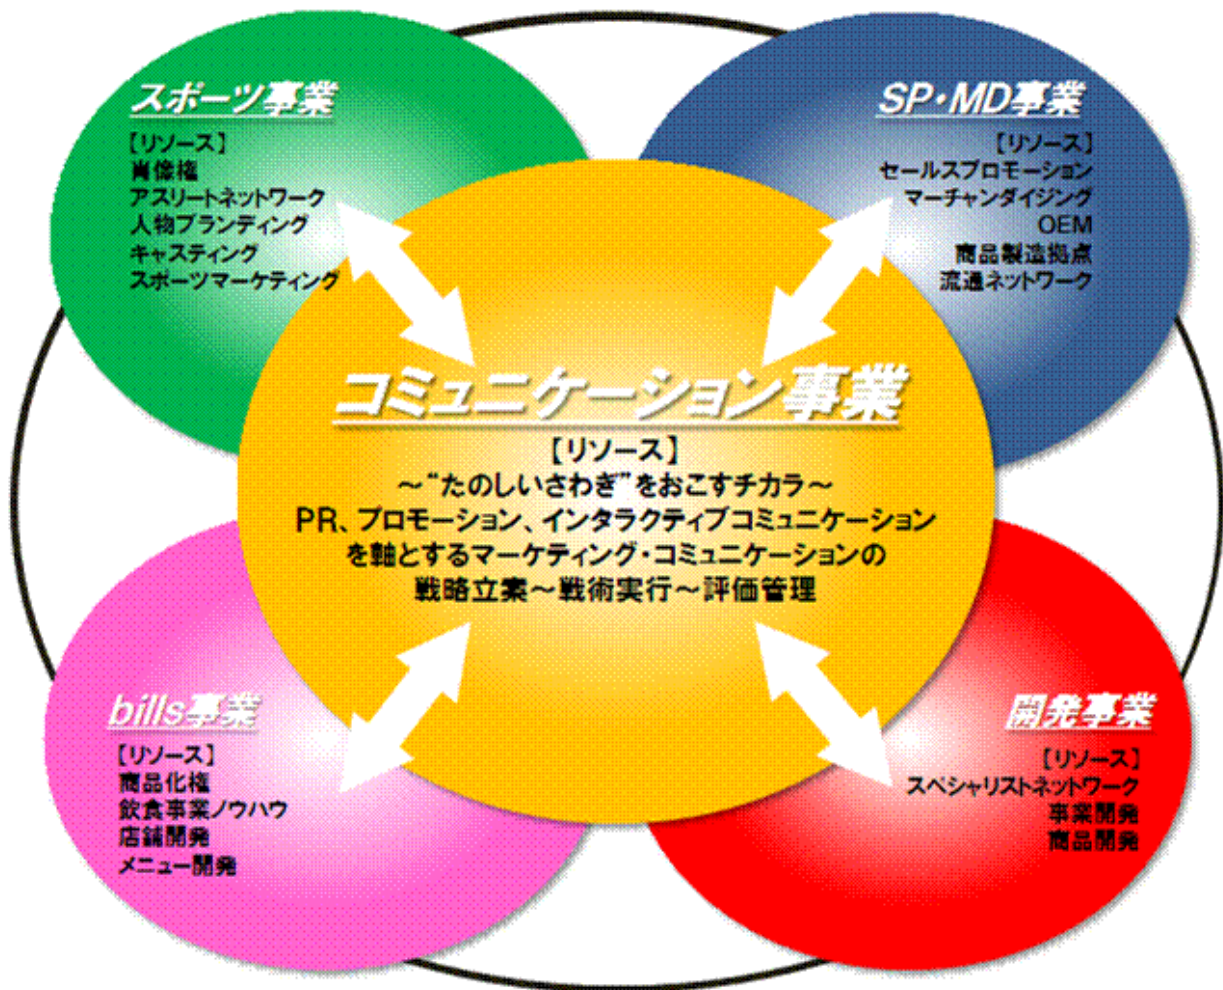 スポーツ事業
【リソース】
肖像権
アスリートネットワーク
人物ブランディング
キャスティング
スポーツマーケティング
SP・MD事業
【リソース】
セールスプロモーション
マーチャンダイジング
OEM
商品製造拠点
流通ネットワーク
コミュニケーション事業
【リソース】
～“たのしいさわぎ”をおこすチカラ～
PR、プロモーション、インタラクティブコミュニケーション
を軸とするマーケティング・コミュニケーションの
戦略立案～戦術実行～評価管理
bills事業
【リソース】
商品化権
飲食事業ノウハウ
店舗開発
メニュー開発
開発事業
【リソース】
スペシャリストネットワーク
事業開発
商品開発